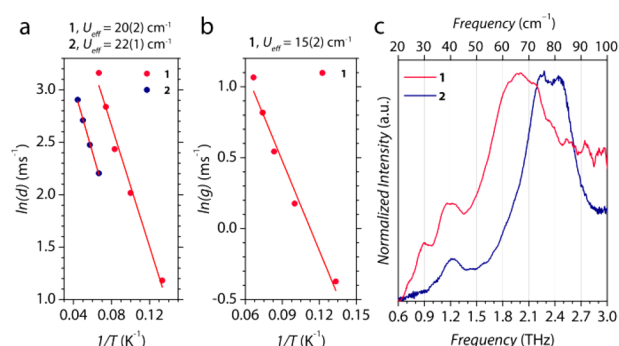 a
1, U_eff = 20(2) cm⁻¹
2, U_eff = 22(1) cm⁻¹
1
2
ln(d) (ms⁻¹)
3.0
2.5
2.0
1.5
1.0
0.04
0.08
0.12
1/T (K⁻¹)
b
1, U_eff = 15(2) cm⁻¹
1
ln(g) (ms⁻¹)
1.0
0.5
0.0
-0.5
0.06
0.09
0.12
0.15
1/T (K⁻¹)
c
Frequency (cm⁻¹)
20 30 40 50 60 70 80 90 100
1
2
Normalized Intensity (a.u.)
0.6 0.9 1.2 1.5 1.8 2.1 2.4 2.7 3.0
Frequency (THz)